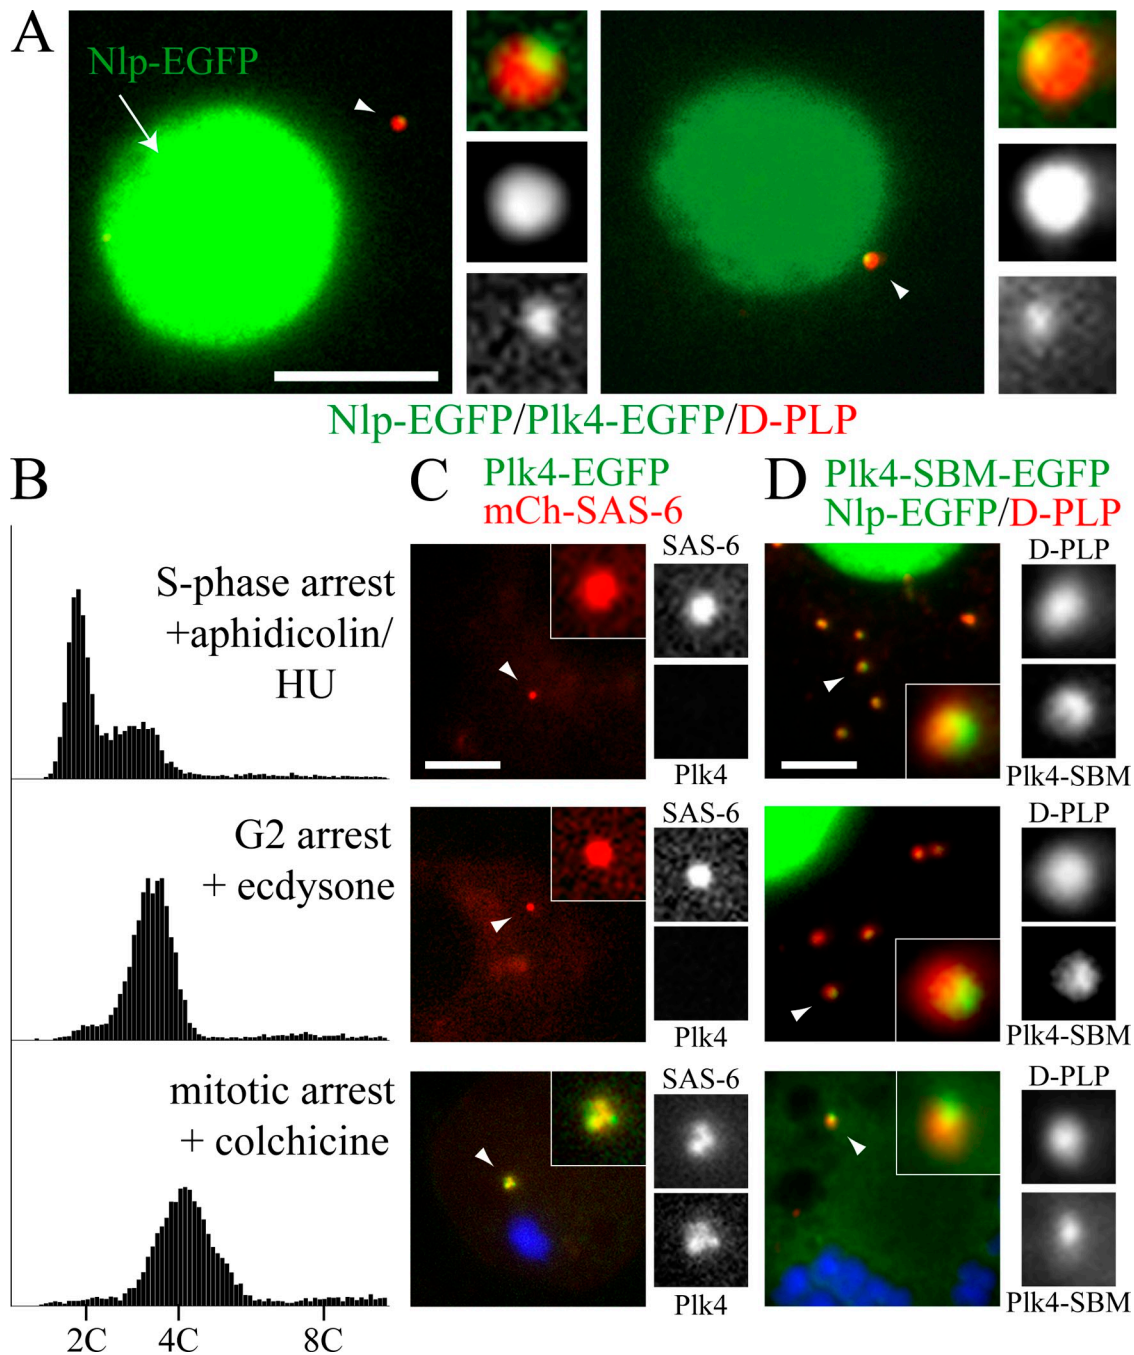 A
Nlp-EGFP
Nlp-EGFP/Plk4-EGFP/D-PLP
B
S-phase arrest
+aphidicolin/
HU
G2 arrest
+ ecdysone
mitotic arrest
+ colchicine
2C 4C 8C
C
Plk4-EGFP
mCh-SAS-6
SAS-6
Plk4
SAS-6
Plk4
SAS-6
Plk4
D
Plk4-SBM-EGFP
Nlp-EGFP/D-PLP
D-PLP
Plk4-SBM
D-PLP
Plk4-SBM
D-PLP
Plk4-SBM